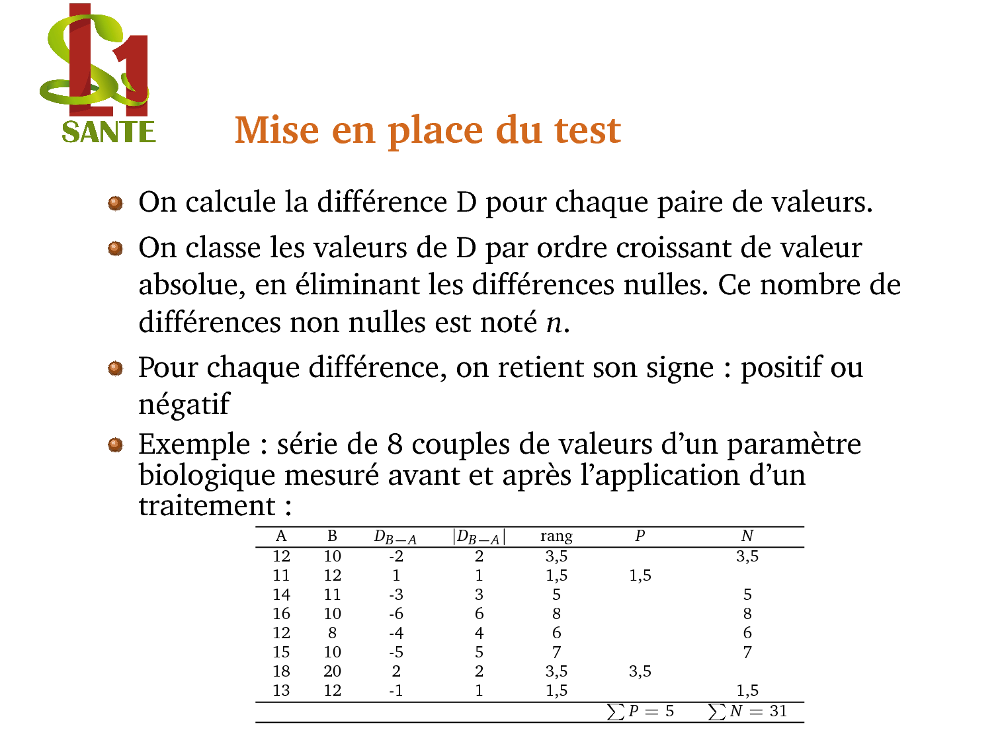 L1
SANTE
Mise en place du test
On calcule la différence D pour chaque paire de valeurs.
On classe les valeurs de D par ordre croissant de valeur
absolue, en éliminant les différences nulles. Ce nombre de
différences non nulles est noté n.
Pour chaque différence, on retient son signe : positif ou
négatif
Exemple : série de 8 couples de valeurs d’un paramètre
biologique mesuré avant et après l’application d’un
traitement :
A B D_{B−A} |D_{B−A}| rang P N
12 10 -2 2 3,5 3,5
11 12 1 1 1,5 1,5
14 11 -3 3 5 5
16 10 -6 6 8 8
12 8 -4 4 6 6
15 10 -5 5 7 7
18 20 2 2 3,5 3,5
13 12 -1 1 1,5 1,5
∑ P = 5 ∑ N = 31